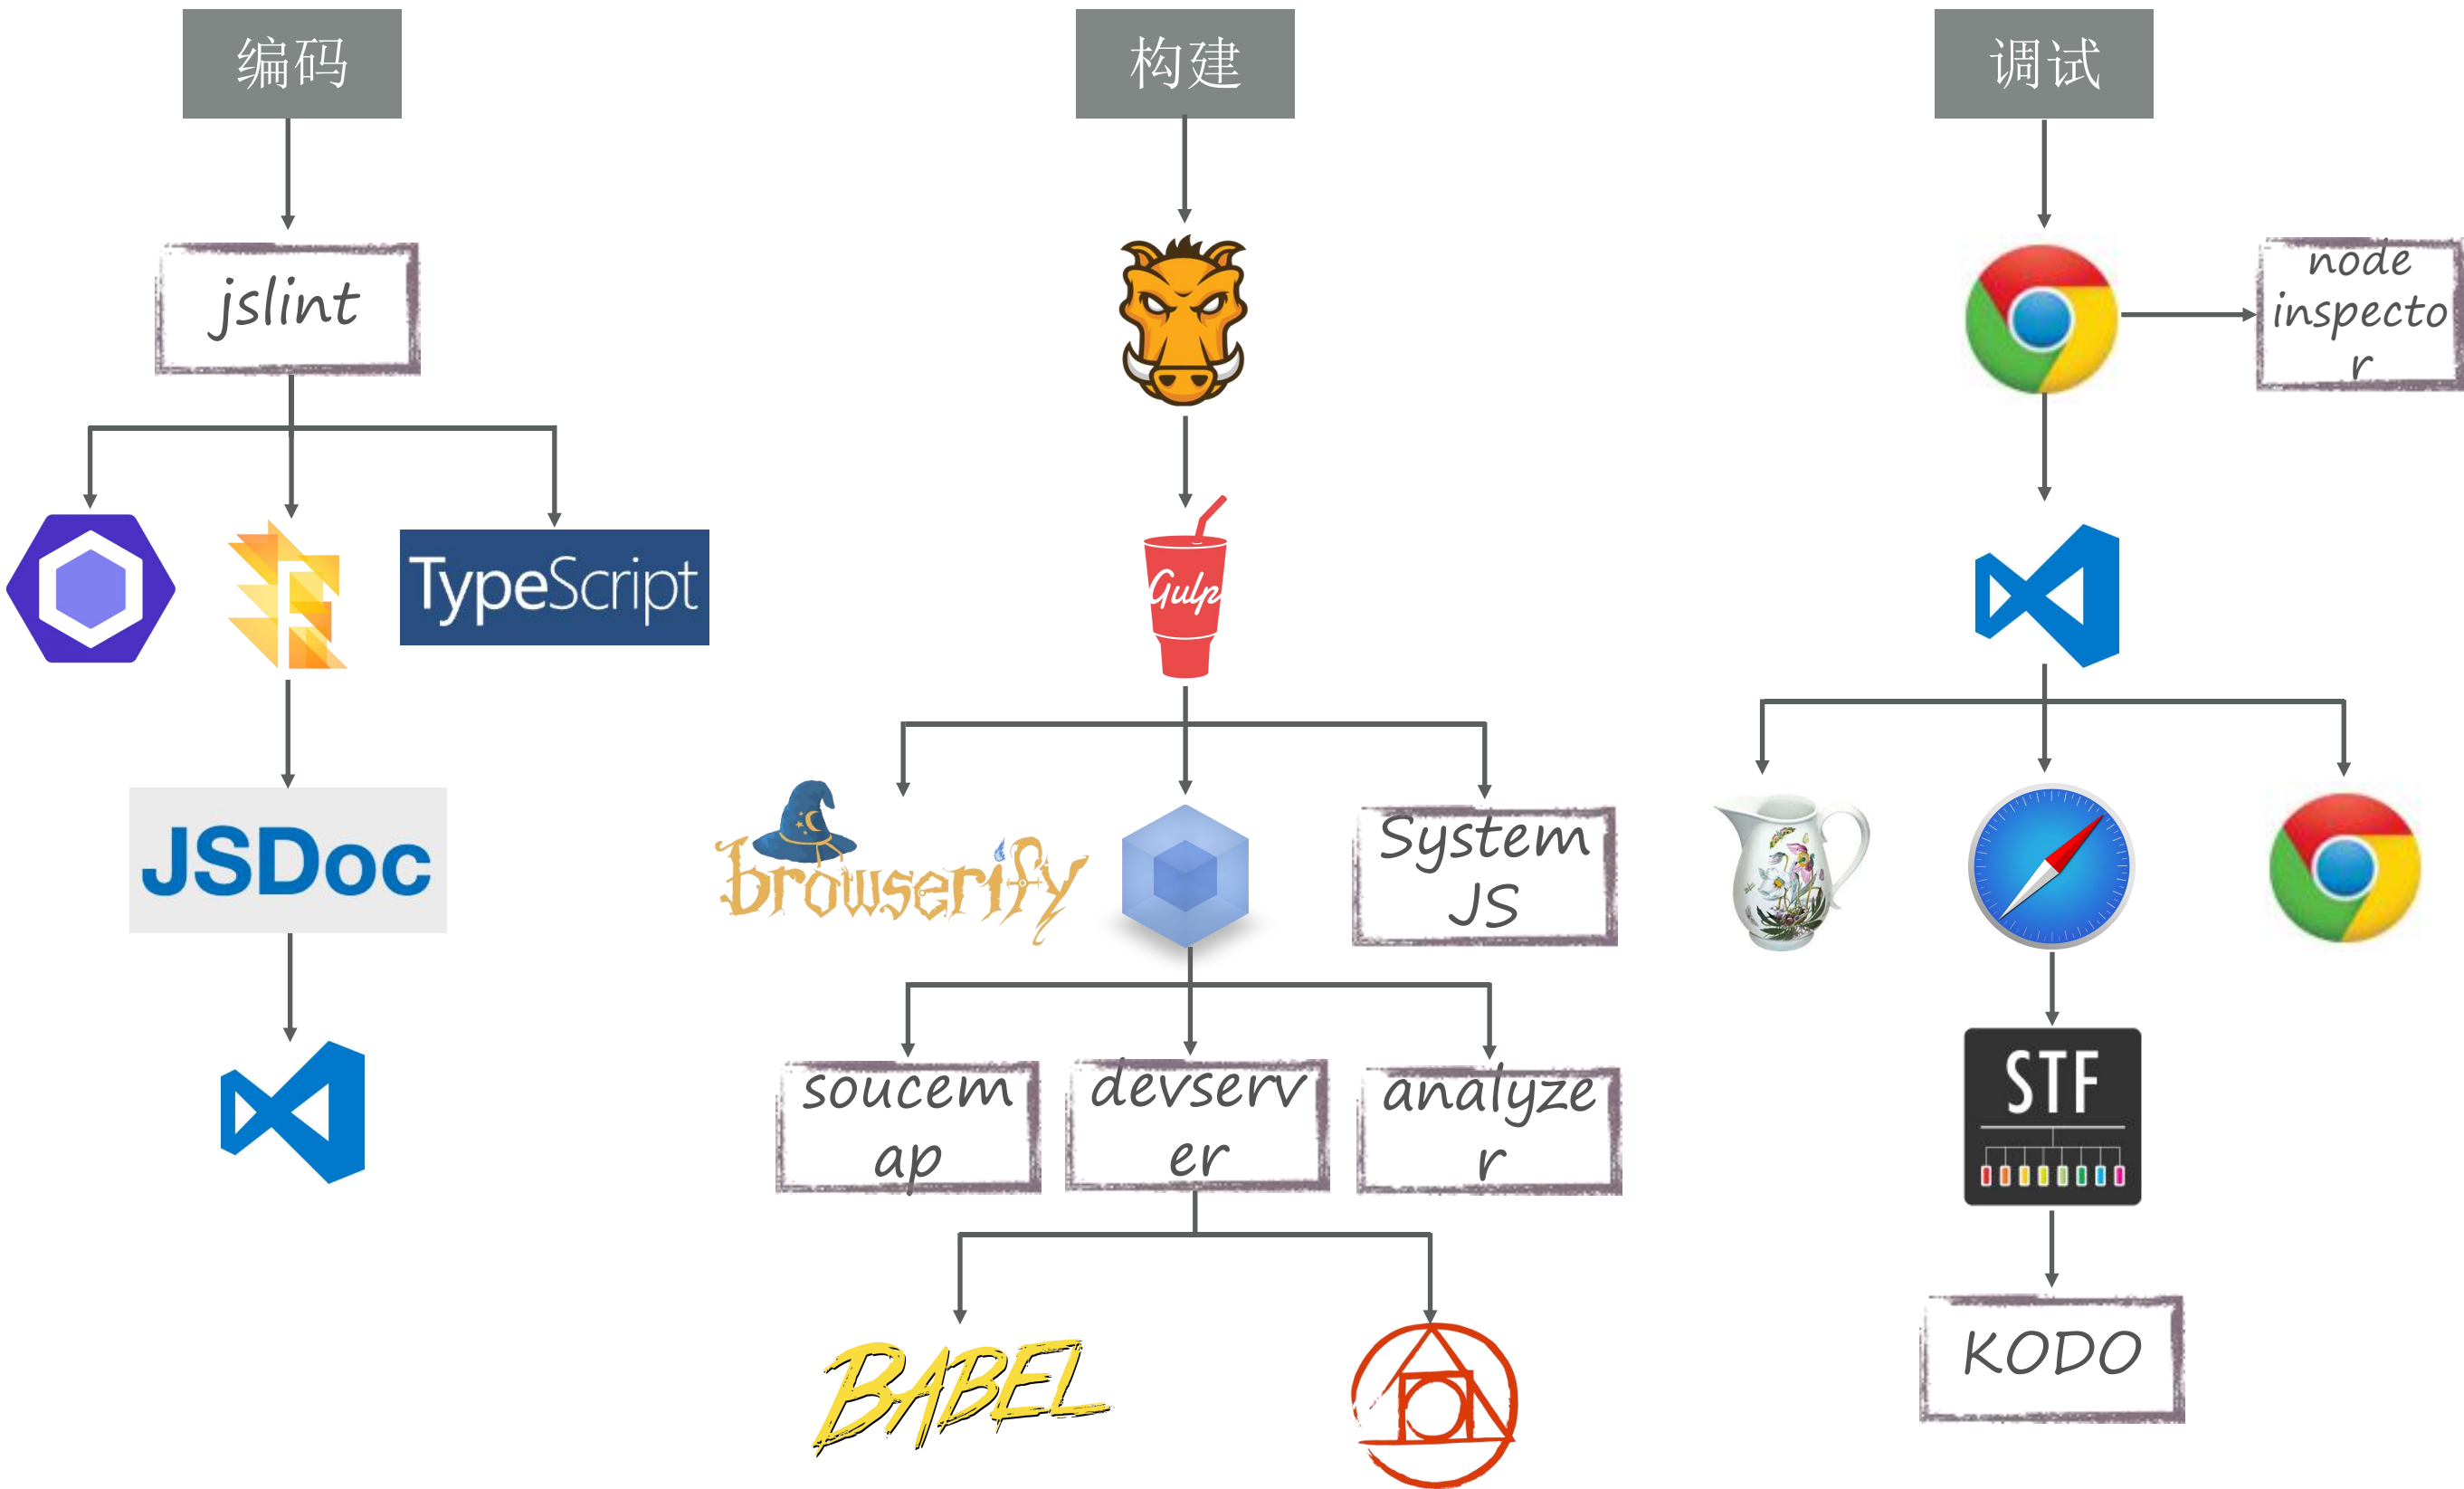 编码
构建
调试
jslint
node
inspecto
r
TypeScript
Gulp
JSDoc
browserify
System
JS
soucem
ap
devserv
er
analyze
r
STF
BABEL
KODO